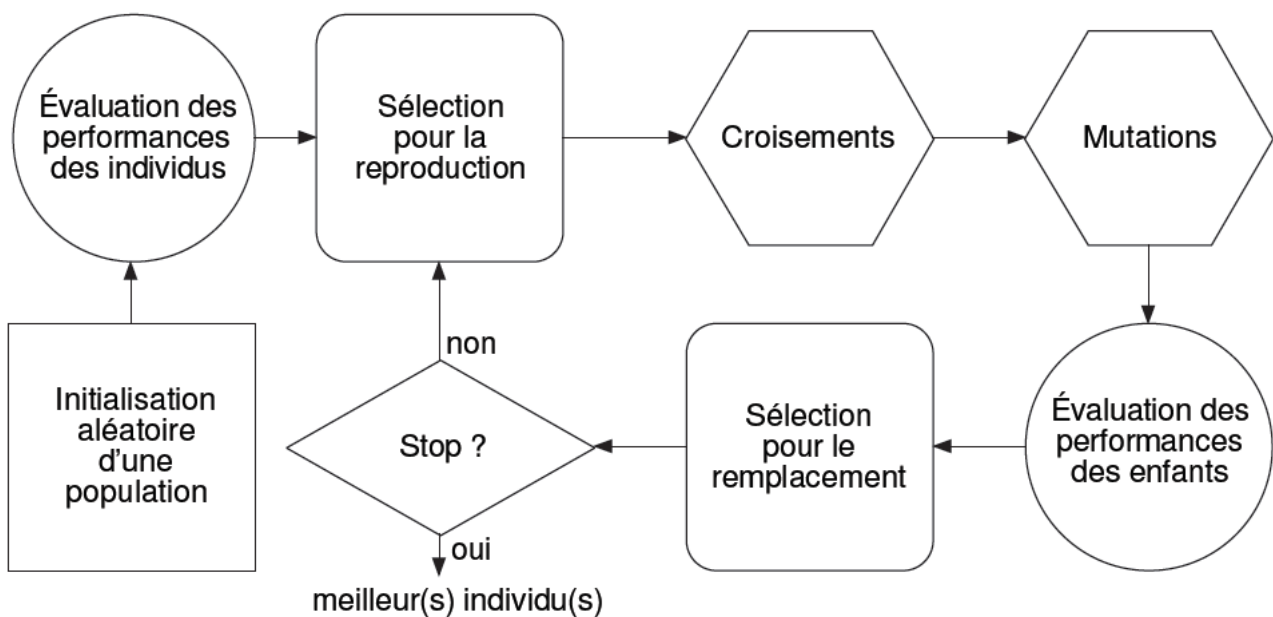 Évaluation des
performances
des individus
Sélection
pour la
reproduction
Croisements
Mutations
Initialisation
aléatoire
d'une
population
non
Stop ?
oui
meilleur(s) individu(s)
Sélection
pour le
remplacement
Évaluation des
performances
des enfants